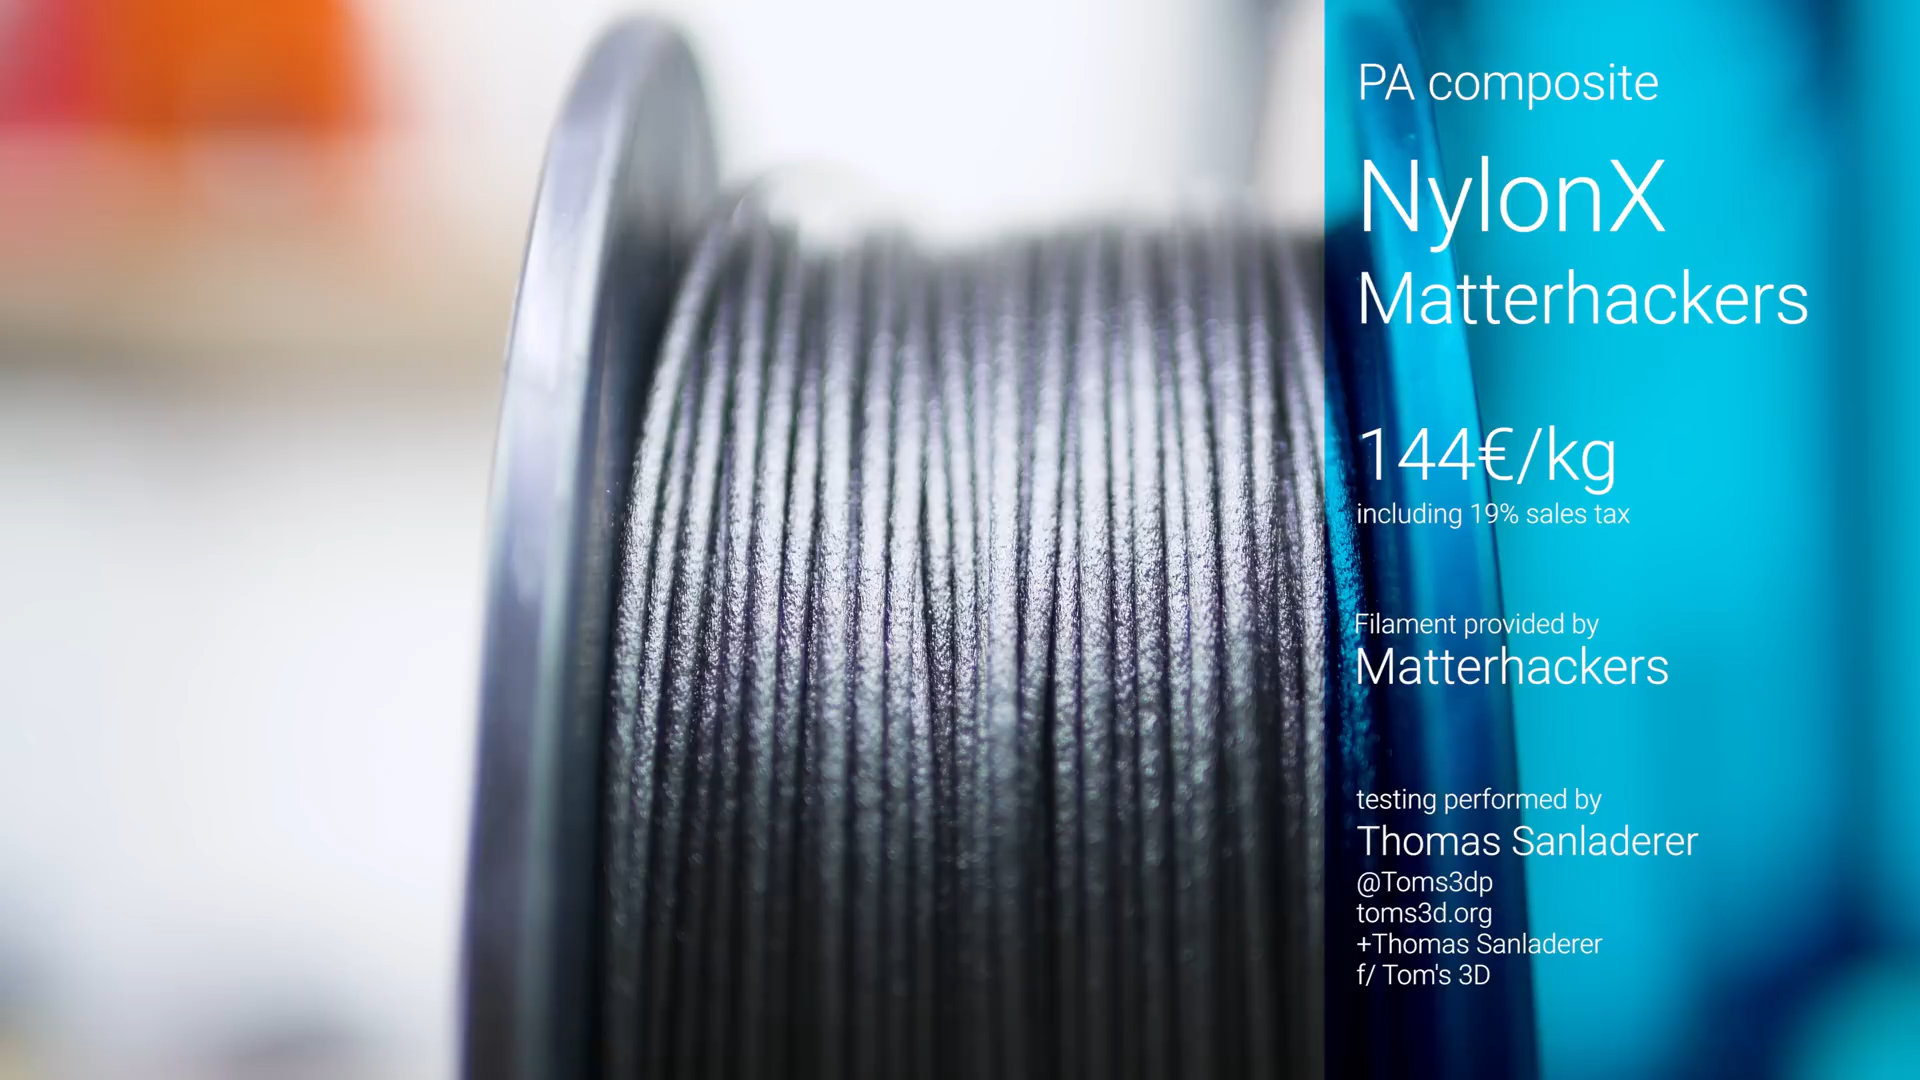 PA composite
NylonX
Matterhackers
144€/kg
including 19% sales tax
Filament provided by
Matterhackers
testing performed by
Thomas Sanladerer
@Toms3dp
toms3d.org
+Thomas Sanladerer
f/ Tom's 3D